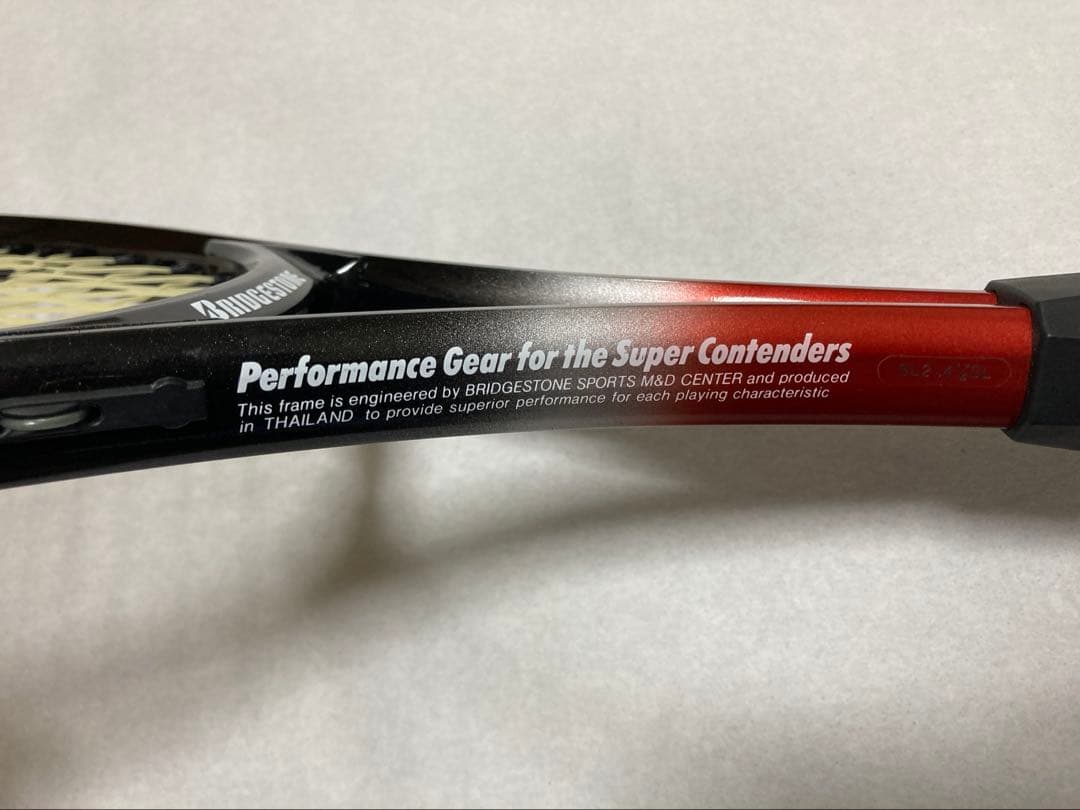 BRIDGESTONE
Performance Gear for the Super Contenders
This frame is engineered by BRIDGESTONE SPORTS M&D CENTER and produced
in THAILAND to provide superior performance for each playing characteristic